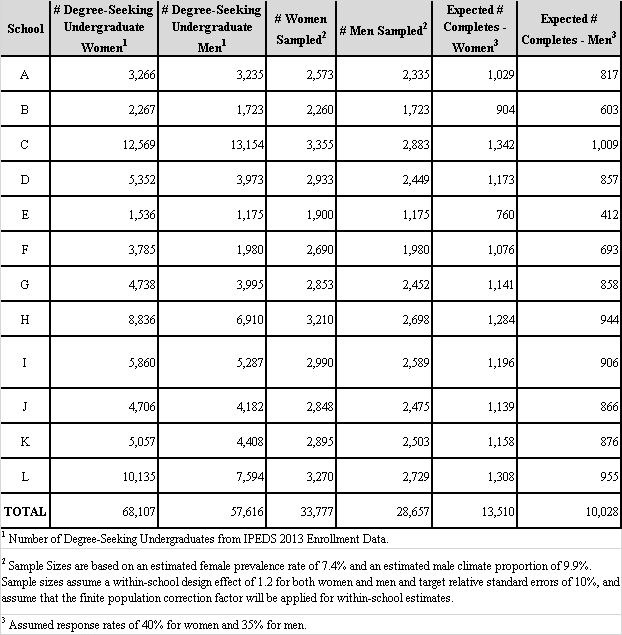 School # Degree-Seeking Undergraduate Women1 # Degree-Seeking Undergraduate Men1 # Women Sampled2 # Men Sampled2 Expected # Completes - Women3 Expected # Completes - Men3
A 3,266 3,235 2,573 2,335 1,029 817
B 2,267 1,723 2,260 1,723 904 603
C 12,569 13,154 3,355 2,883 1,342 1,009
D 5,352 3,973 2,933 2,449 1,173 857
E 1,536 1,175 1,900 1,175 760 412
F 3,785 1,980 2,690 1,980 1,076 693
G 4,738 3,995 2,853 2,452 1,141 858
H 8,836 6,910 3,210 2,698 1,284 944
I 5,860 5,287 2,990 2,589 1,196 906
J 4,706 4,182 2,848 2,475 1,139 866
K 5,057 4,408 2,895 2,503 1,158 876
L 10,135 7,594 3,270 2,729 1,308 955
TOTAL 68,107 57,616 33,777 28,657 13,510 10,028
1 Number of Degree-Seeking Undergraduates from IPEDS 2013 Enrollment Data.
2 Sample Sizes are based on an estimated female prevalence rate of 7.4% and an estimated male climate proportion of 9.9%.
Sample sizes assume a within-school design effect of 1.2 for both women and men and target relative standard errors of 10%, and
assume that the finite population correction factor will be applied for within-school estimates.
3 Assumed response rates of 40% for women and 35% for men.